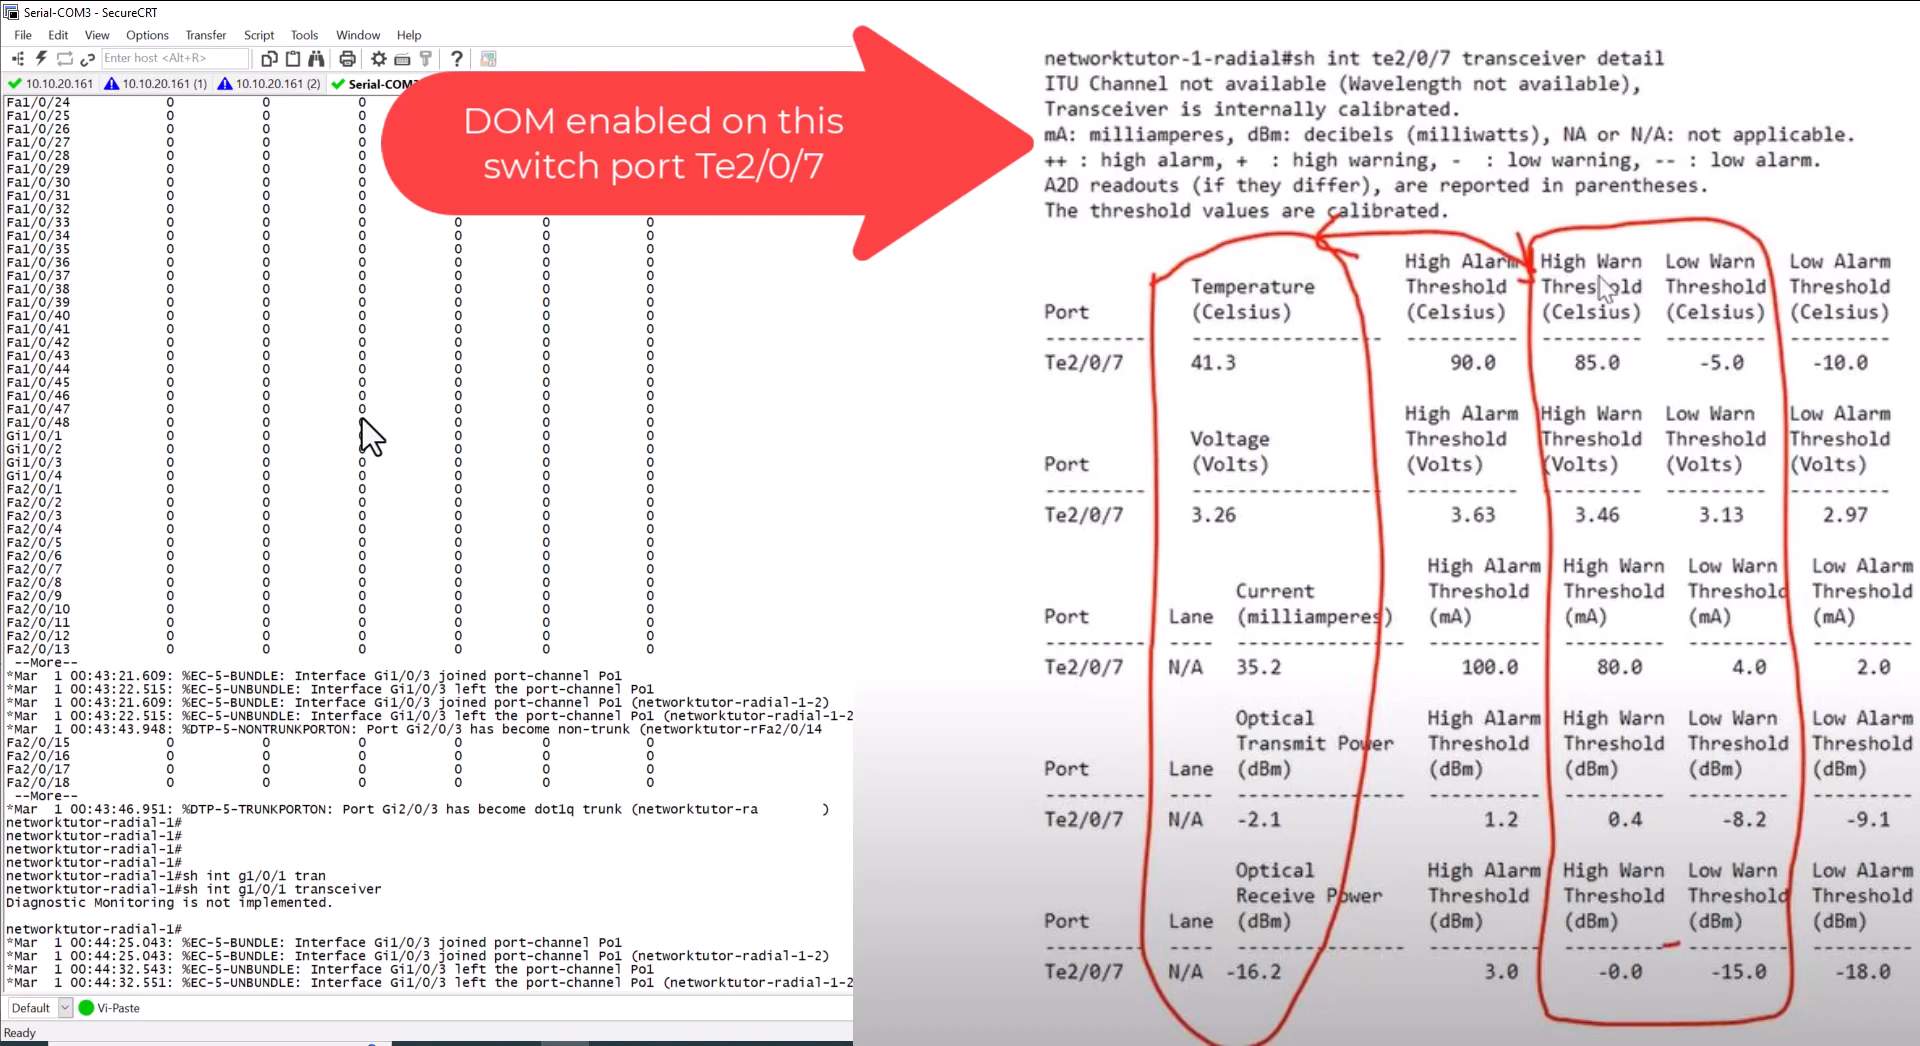 Serial-COM3 - SecureCRT
File Edit View Options Transfer Script Tools Window Help
Enter host <Alt+R>
10.10.20.161 10.10.20.161 (1) 10.10.20.161 (2) Serial-COM3
Fa1/0/24 0 0 0
Fa1/0/25 0 0 0
Fa1/0/26 0 0 0
Fa1/0/27 0 0 0
Fa1/0/28 0 0 0
Fa1/0/29 0 0 0
Fa1/0/30 0 0 0
Fa1/0/31 0 0 0
Fa1/0/32 0 0 0
Fa1/0/33 0 0 0 0 0 0
Fa1/0/34 0 0 0 0 0 0
Fa1/0/35 0 0 0 0 0 0
Fa1/0/36 0 0 0 0 0 0
Fa1/0/37 0 0 0 0 0 0
Fa1/0/38 0 0 0 0 0 0
Fa1/0/39 0 0 0 0 0 0
Fa1/0/40 0 0 0 0 0 0
Fa1/0/41 0 0 0 0 0 0
Fa1/0/42 0 0 0 0 0 0
Fa1/0/43 0 0 0 0 0 0
Fa1/0/44 0 0 0 0 0 0
Fa1/0/45 0 0 0 0 0 0
Fa1/0/46 0 0 0 0 0 0
Fa1/0/47 0 0 0 0 0 0
Fa1/0/48 0 0 0 0 0 0
Gi1/0/1 0 0 0 0 0 0
Gi1/0/2 0 0 0 0 0 0
Gi1/0/3 0 0 0 0 0 0
Gi1/0/4 0 0 0 0 0 0
Fa2/0/1 0 0 0 0 0 0
Fa2/0/2 0 0 0 0 0 0
Fa2/0/3 0 0 0 0 0 0
Fa2/0/4 0 0 0 0 0 0
Fa2/0/5 0 0 0 0 0 0
Fa2/0/6 0 0 0 0 0 0
Fa2/0/7 0 0 0 0 0 0
Fa2/0/8 0 0 0 0 0 0
Fa2/0/9 0 0 0 0 0 0
Fa2/0/10 0 0 0 0 0 0
Fa2/0/11 0 0 0 0 0 0
Fa2/0/12 0 0 0 0 0 0
Fa2/0/13 0 0 0 0 0 0
--More--
*Mar 1 00:43:21.609: %EC-5-BUNDLE: Interface Gi1/0/3 joined port-channel Po1
*Mar 1 00:43:22.515: %EC-5-UNBUNDLE: Interface Gi1/0/3 left the port-channel Po1
*Mar 1 00:43:21.609: %EC-5-BUNDLE: Interface Gi1/0/3 joined port-channel Po1 (networktutor-radial-1-2)
*Mar 1 00:43:22.515: %EC-5-UNBUNDLE: Interface Gi1/0/3 left the port-channel Po1 (networktutor-radial-1-2
*Mar 1 00:43:43.948: %DTP-5-NONTRUNKPORTON: Port Gi2/0/3 has become non-trunk (networktutor-rFa2/0/14
Fa2/0/15 0 0 0 0 0 0
Fa2/0/16 0 0 0 0 0 0
Fa2/0/17 0 0 0 0 0 0
Fa2/0/18 0 0 0 0 0 0
--More--
*Mar 1 00:43:46.951: %DTP-5-TRUNKPORTON: Port Gi2/0/3 has become dot1q trunk (networktutor-ra )
networktutor-radial-1#
networktutor-radial-1#
networktutor-radial-1#
networktutor-radial-1#
networktutor-radial-1#sh int g1/0/1 tran
networktutor-radial-1#sh int g1/0/1 transceiver
Diagnostic Monitoring is not implemented.
networktutor-radial-1#
*Mar 1 00:44:25.043: %EC-5-BUNDLE: Interface Gi1/0/3 joined port-channel Po1
*Mar 1 00:44:25.043: %EC-5-BUNDLE: Interface Gi1/0/3 joined port-channel Po1 (networktutor-radial-1-2)
*Mar 1 00:44:32.543: %EC-5-UNBUNDLE: Interface Gi1/0/3 left the port-channel Po1
*Mar 1 00:44:32.551: %EC-5-UNBUNDLE: Interface Gi1/0/3 left the port-channel Po1 (networktutor-radial-1-2
Default Vi-Paste
Ready
DOM enabled on this
switch port Te2/0/7
networktutor-1-radial#sh int te2/0/7 transceiver detail
ITU Channel not available (Wavelength not available),
Transceiver is internally calibrated.
mA: milliamperes, dBm: decibels (milliwatts), NA or N/A: not applicable.
++ : high alarm, + : high warning, - : low warning, -- : low alarm.
A2D readouts (if they differ), are reported in parentheses.
The threshold values are calibrated.
High Alarm High Warn Low Warn Low Alarm
Temperature Threshold Threshold Threshold Threshold
Port (Celsius) (Celsius) (Celsius) (Celsius) (Celsius)
--------- ----------------- ---------- --------- --------- ---------
Te2/0/7 41.3 90.0 85.0 -5.0 -10.0
High Alarm High Warn Low Warn Low Alarm
Voltage Threshold Threshold Threshold Threshold
Port (Volts) (Volts) (Volts) (Volts) (Volts)
--------- ----------------- ---------- --------- --------- ---------
Te2/0/7 3.26 3.63 3.46 3.13 2.97
High Alarm High Warn Low Warn Low Alarm
Current Threshold Threshold Threshold Threshold
Port Lane (milliamperes) (mA) (mA) (mA) (mA)
--------- ---- --------------- ---------- --------- --------- ---------
Te2/0/7 N/A 35.2 100.0 80.0 4.0 2.0
Optical High Alarm High Warn Low Warn Low Alarm
Transmit Power Threshold Threshold Threshold Threshold
Port Lane (dBm) (dBm) (dBm) (dBm) (dBm)
--------- ---- --------------- ---------- --------- --------- ---------
Te2/0/7 N/A -2.1 1.2 0.4 -8.2 -9.1
Optical High Alarm High Warn Low Warn Low Alarm
Receive Power Threshold Threshold Threshold Threshold
Port Lane (dBm) (dBm) (dBm) (dBm) (dBm)
--------- ---- --------------- ---------- --------- --------- ---------
Te2/0/7 N/A -16.2 3.0 -0.0 -15.0 -18.0